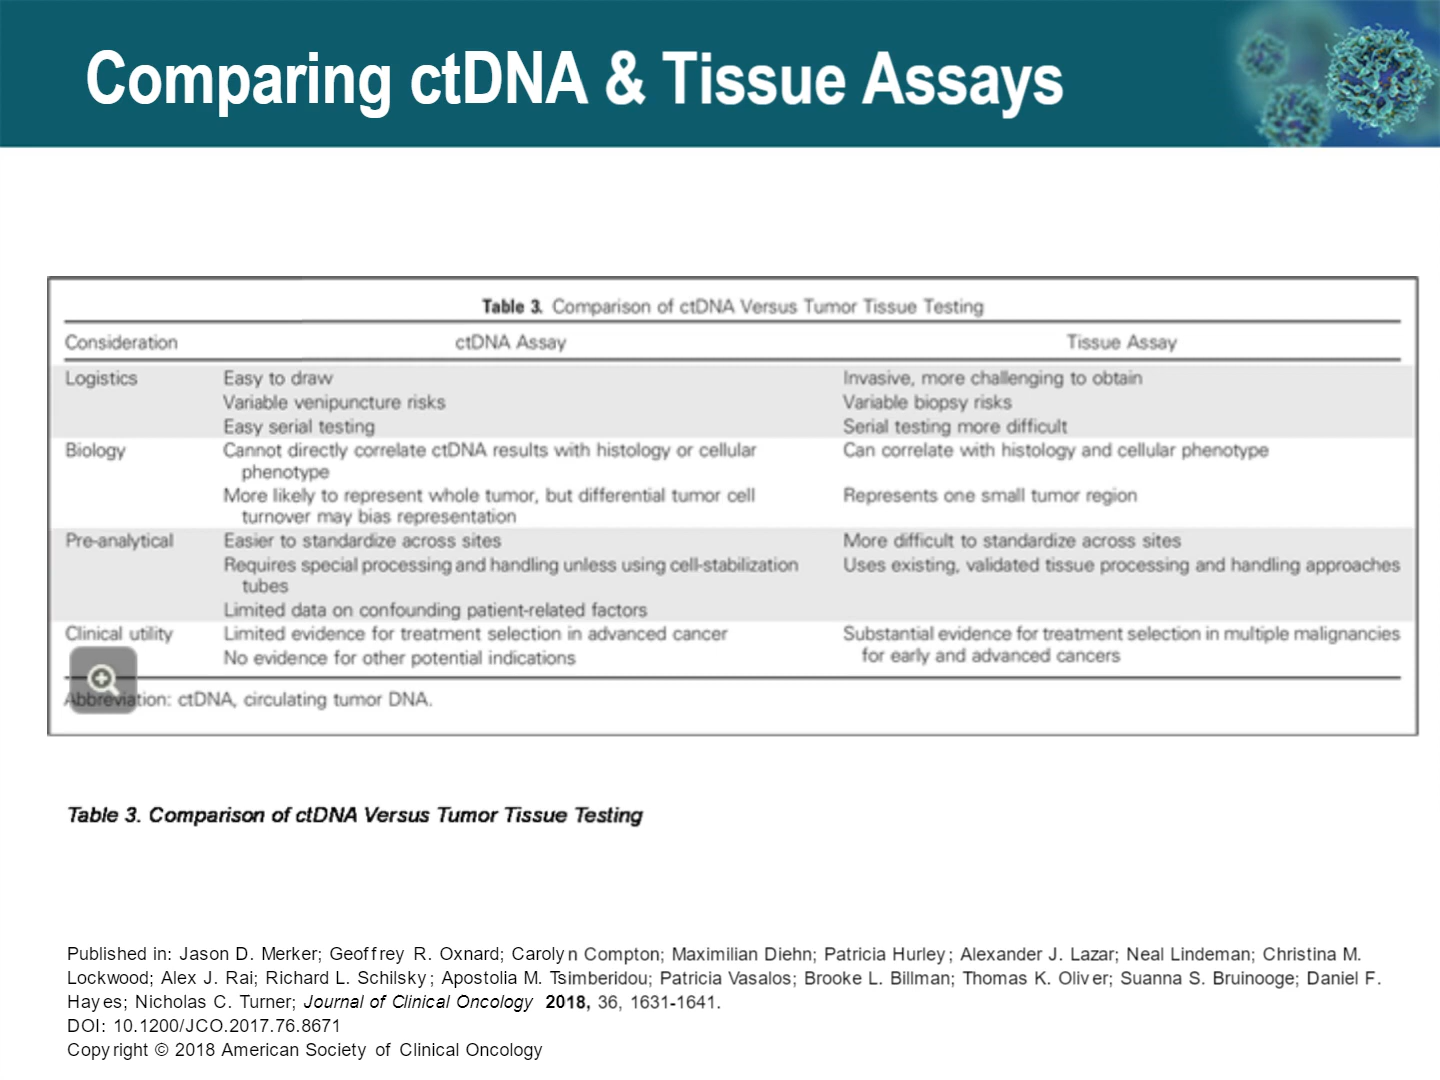 Comparing ctDNA & Tissue Assays
Table 3. Comparison of ctDNA Versus Tumor Tissue Testing
Consideration ctDNA Assay Tissue Assay
Logistics Easy to draw Invasive, more challenging to obtain
Variable venipuncture risks Variable biopsy risks
Easy serial testing Serial testing more difficult
Biology Cannot directly correlate ctDNA results with histology or cellular Can correlate with histology and cellular phenotype
phenotype
More likely to represent whole tumor, but differential tumor cell Represents one small tumor region
turnover may bias representation
Pre-analytical Easier to standardize across sites More difficult to standardize across sites
Requires special processing and handling unless using cell-stabilization Uses existing, validated tissue processing and handling approaches
tubes
Limited data on confounding patient-related factors
Clinical utility Limited evidence for treatment selection in advanced cancer Substantial evidence for treatment selection in multiple malignancies
No evidence for other potential indications for early and advanced cancers
Abbreviation: ctDNA, circulating tumor DNA.
Table 3. Comparison of ctDNA Versus Tumor Tissue Testing
Published in: Jason D. Merker; Geoffrey R. Oxnard; Carolyn Compton; Maximilian Diehn; Patricia Hurley; Alexander J. Lazar; Neal Lindeman; Christina M.
Lockwood; Alex J. Rai; Richard L. Schilsky; Apostolia M. Tsimberidou; Patricia Vasalos; Brooke L. Billman; Thomas K. Oliver; Suanna S. Bruinooge; Daniel F.
Hayes; Nicholas C. Turner; Journal of Clinical Oncology 2018, 36, 1631-1641.
DOI: 10.1200/JCO.2017.76.8671
Copyright © 2018 American Society of Clinical Oncology